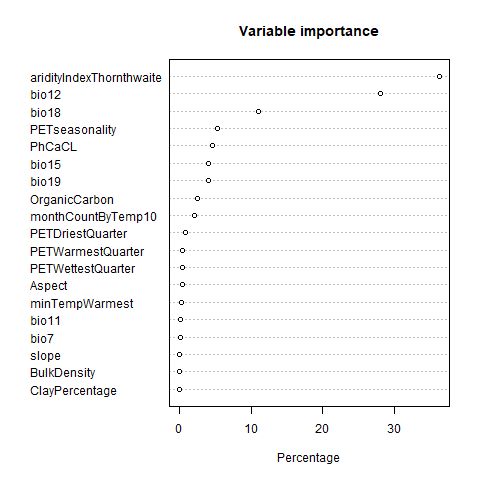 Variable importance
aridityIndexThornthwaite
bio12
bio18
PETseasonality
PhCaCL
bio15
bio19
OrganicCarbon
monthCountByTemp10
PETDriestQuarter
PETWarmestQuarter
PETWettestQuarter
Aspect
minTempWarmest
bio11
bio7
slope
BulkDensity
ClayPercentage
0 10 20 30
Percentage